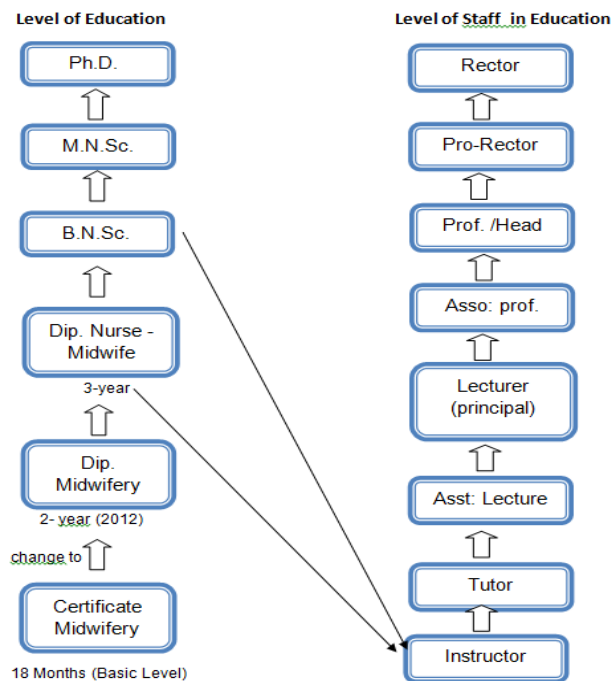 Level of Education
Ph.D.
M.N.Sc.
B.N.Sc.
Dip. Nurse -
Midwife
3-year
Dip.
Midwifery
2- year (2012)
change to
Certificate
Midwifery
18 Months (Basic Level)
Level of Staff in Education
Rector
Pro-Rector
Prof. /Head
Asso: prof.
Lecturer
(principal)
Asst: Lecture
Tutor
Instructor